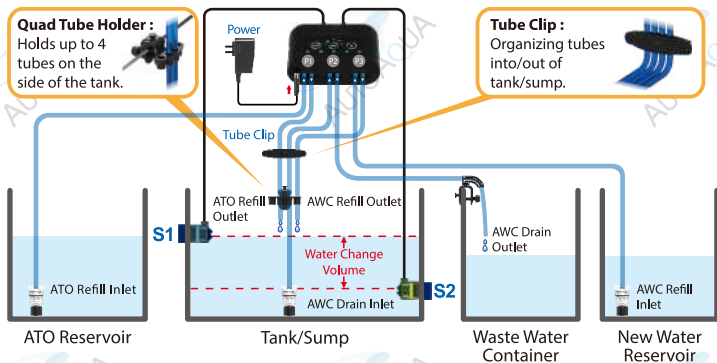 Quad Tube Holder :
Holds up to 4
tubes on the
side of the tank.
Power
P1
P2
P3
Tube Clip :
Organizing tubes
into/out of
tank/sump.
Tube Clip
ATO Refill
Outlet
AWC Refill Outlet
S1
Water Change
Volume
S2
AWC Drain
Outlet
ATO Refill Inlet
AWC Drain Inlet
AWC Refill
Inlet
ATO Reservoir
Tank/Sump
Waste Water
Container
New Water
Reservoir
AUTOAQUA